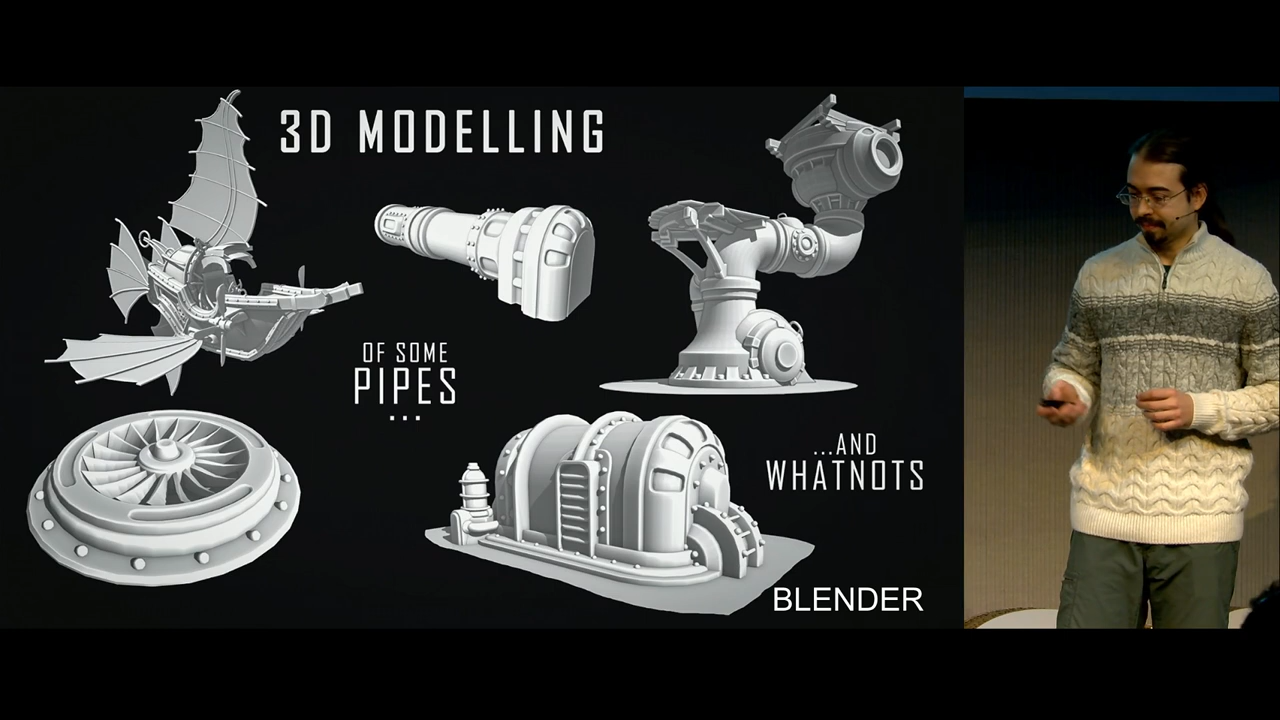 3D MODELLING
OF SOME
PIPES
...
...AND
WHATNOTS
BLENDER